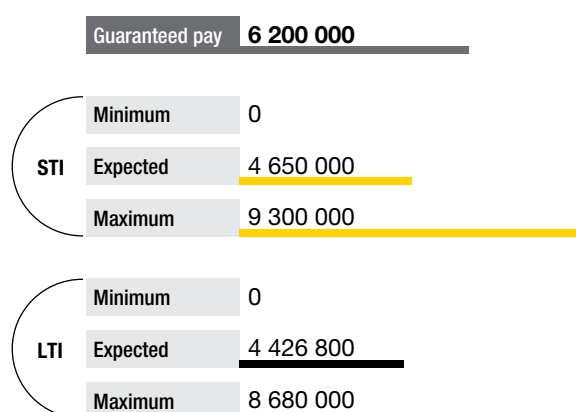 Guaranteed pay 6 200 000
Minimum 0
STI Expected 4 650 000
Maximum 9 300 000
Minimum 0
LTI Expected 4 426 800
Maximum 8 680 000